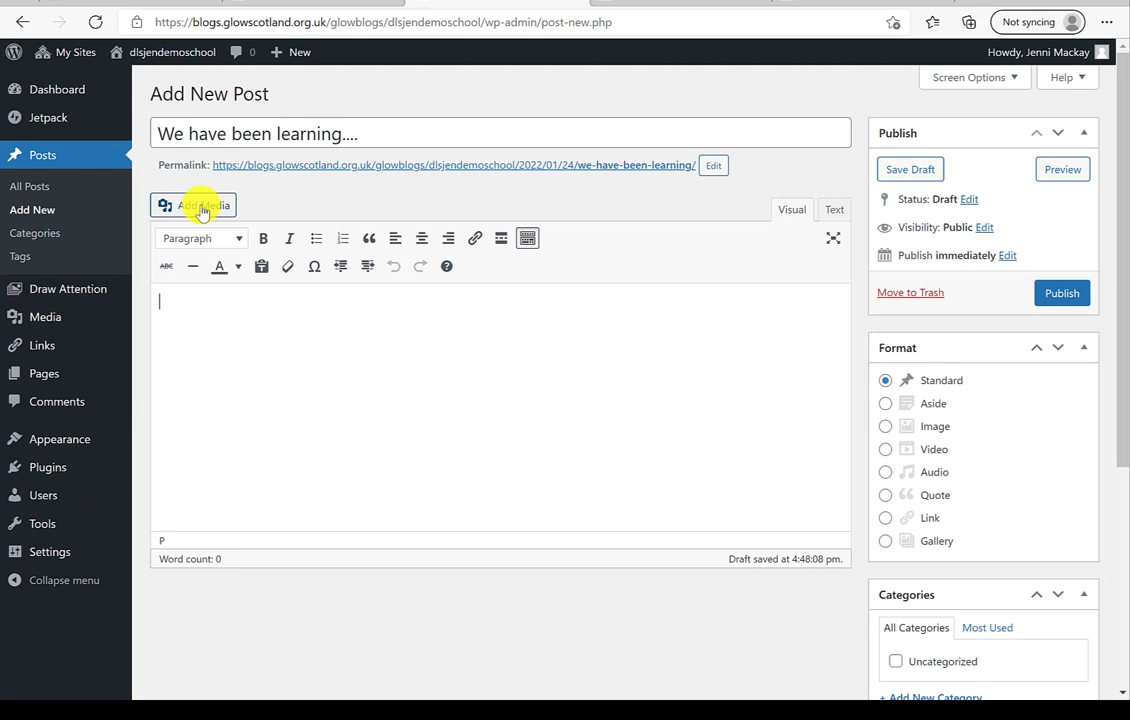 https://blogs.glowscotland.org.uk/glowblogs/dlsjendemoschool/wp-admin/post-new.php
Not syncing
My Sites
dlsjendemoschool
0
New
Howdy, Jenni Mackay
Dashboard
Jetpack
Posts
All Posts
Add New
Categories
Tags
Draw Attention
Media
Links
Pages
Comments
Appearance
Plugins
Users
Tools
Settings
Collapse menu
Screen Options
Help
Add New Post
We have been learning....
Permalink: https://blogs.glowscotland.org.uk/glowblogs/dlsjendemoschool/2022/01/24/we-have-been-learning/ Edit
Add Media
Visual
Text
Paragraph
B
I
ABC
A
P
Word count: 0
Draft saved at 4:48:08 pm.
Publish
Save Draft
Preview
Status: Draft Edit
Visibility: Public Edit
Publish immediately Edit
Move to Trash
Publish
Format
Standard
Aside
Image
Video
Audio
Quote
Link
Gallery
Categories
All Categories
Most Used
Uncategorized
+ Add New Category